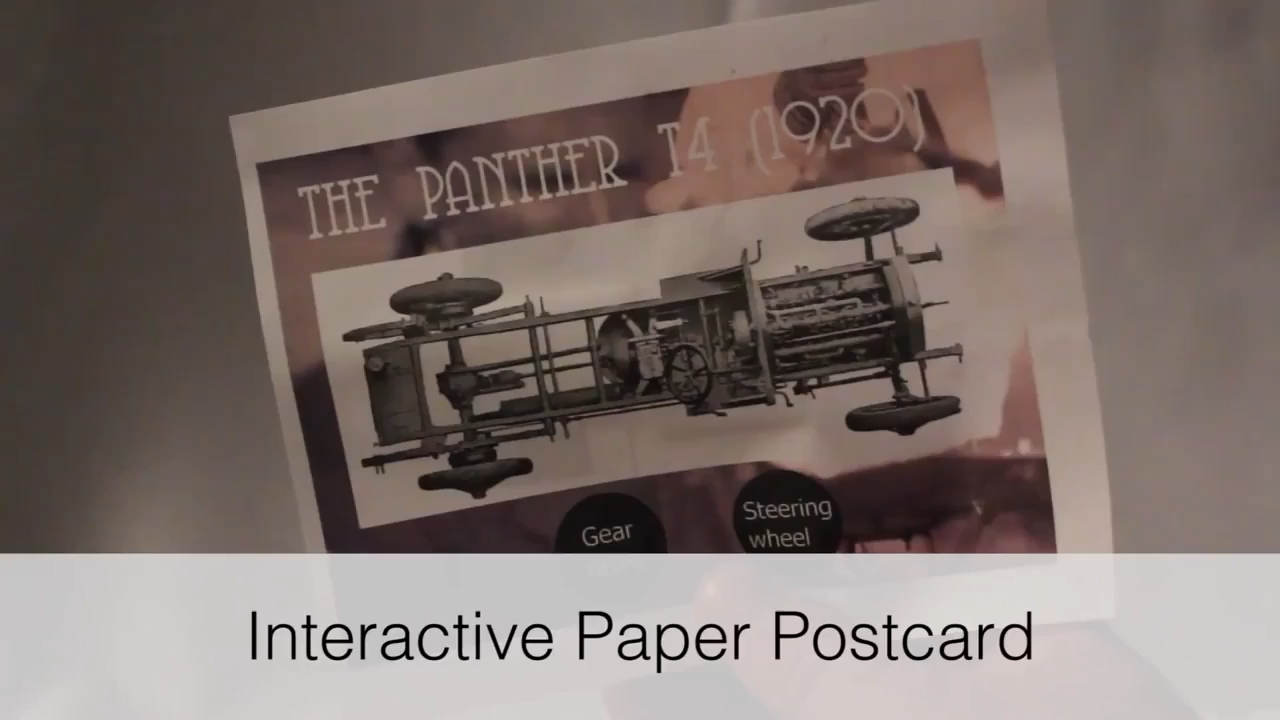 THE PANTHER T4 (1920)
Gear
Steering
wheel
Interactive Paper Postcard